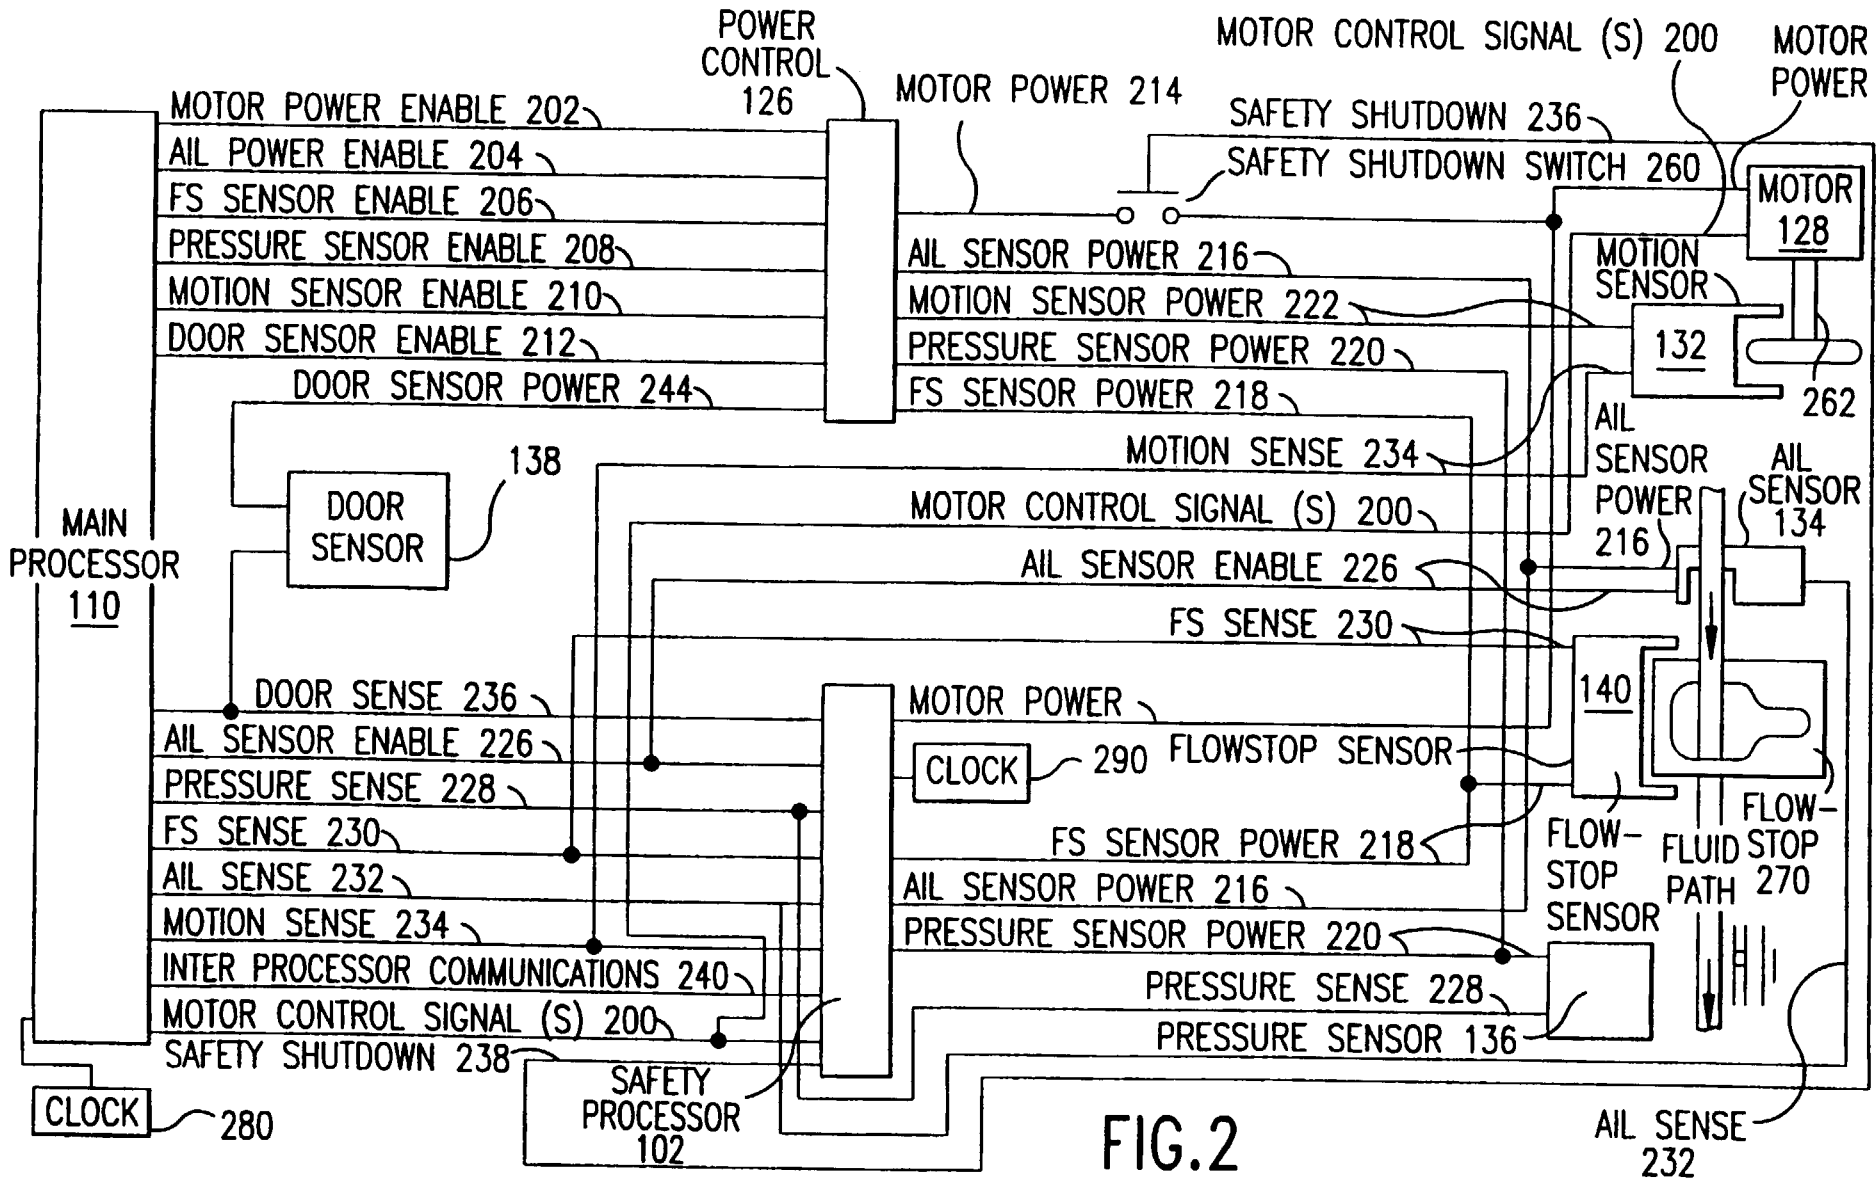 POWER
CONTROL
126
MOTOR CONTROL SIGNAL (S) 200
MOTOR
POWER
MOTOR POWER ENABLE 202
AIL POWER ENABLE 204
FS SENSOR ENABLE 206
PRESSURE SENSOR ENABLE 208
MOTION SENSOR ENABLE 210
DOOR SENSOR ENABLE 212
DOOR SENSOR POWER 244
MOTOR POWER 214
SAFETY SHUTDOWN 236
SAFETY SHUTDOWN SWITCH 260
MOTOR
128
AIL SENSOR POWER 216
MOTION SENSOR POWER 222
PRESSURE SENSOR POWER 220
FS SENSOR POWER 218
MOTION
SENSOR
132
262
MOTION SENSE 234
MOTOR CONTROL SIGNAL (S) 200
AIL SENSOR ENABLE 226
FS SENSE 230
AIL
SENSOR
POWER
216
AIL
SENSOR
134
DOOR
SENSOR
138
MAIN
PROCESSOR
110
DOOR SENSE 236
AIL SENSOR ENABLE 226
PRESSURE SENSE 228
FS SENSE 230
AIL SENSE 232
MOTION SENSE 234
INTER PROCESSOR COMMUNICATIONS 240
MOTOR CONTROL SIGNAL (S) 200
SAFETY SHUTDOWN 238
MOTOR POWER
FLOWSTOP SENSOR
140
CLOCK
290
FS SENSOR POWER 218
AIL SENSOR POWER 216
PRESSURE SENSOR POWER 220
PRESSURE SENSE 228
PRESSURE SENSOR 136
FLOW-
STOP
SENSOR
FLUID
PATH
FLOW-
STOP
270
SAFETY
PROCESSOR
102
CLOCK
280
AIL SENSE
232
FIG.2